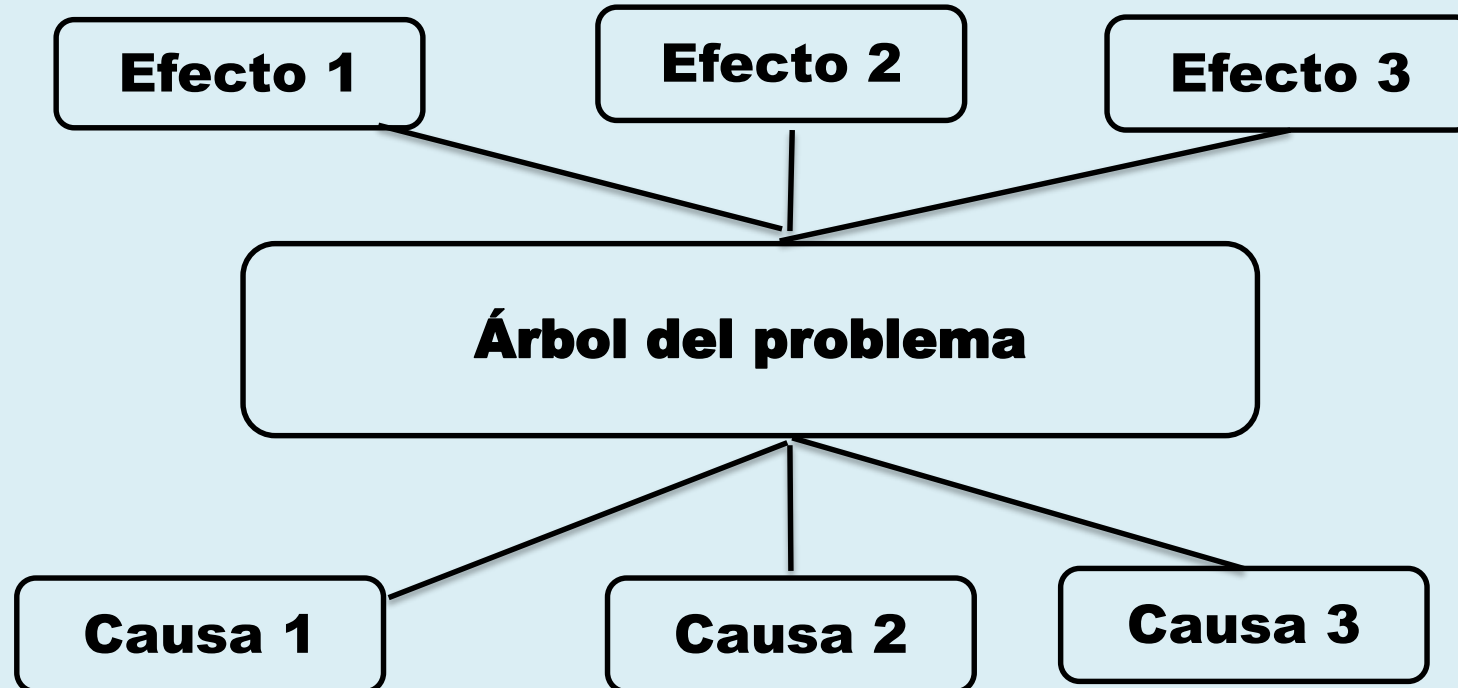 Efecto 1
Efecto 2
Efecto 3
Árbol del problema
Causa 1
Causa 2
Causa 3